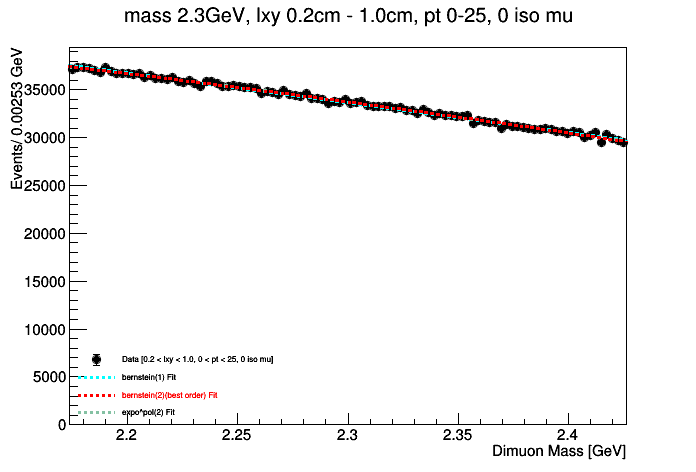 mass 2.3GeV, lxy 0.2cm - 1.0cm, pt 0-25, 0 iso mu
Events/ 0.00253 GeV
35000
30000
25000
20000
15000
10000
5000
0
Data [0.2 < lxy < 1.0, 0 < pt < 25, 0 iso mu]
bernstein(1) Fit
bernstein(2)(best order) Fit
expo*pol(2) Fit
2.2 2.25 2.3 2.35 2.4
Dimuon Mass [GeV]